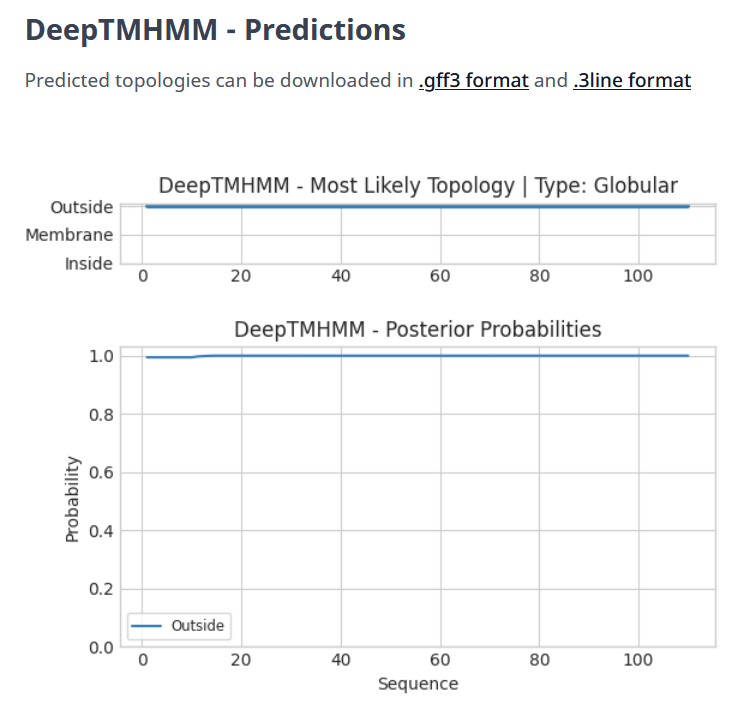 DeepTMHMM - Predictions
Predicted topologies can be downloaded in .gff3 format and .3line format
DeepTMHMM - Most Likely Topology | Type: Globular
Outside
Membrane
Inside
0 20 40 60 80 100
DeepTMHMM - Posterior Probabilities
1.0
0.8
0.6
0.4
0.2
0.0
Probability
Outside
0 20 40 60 80 100
Sequence